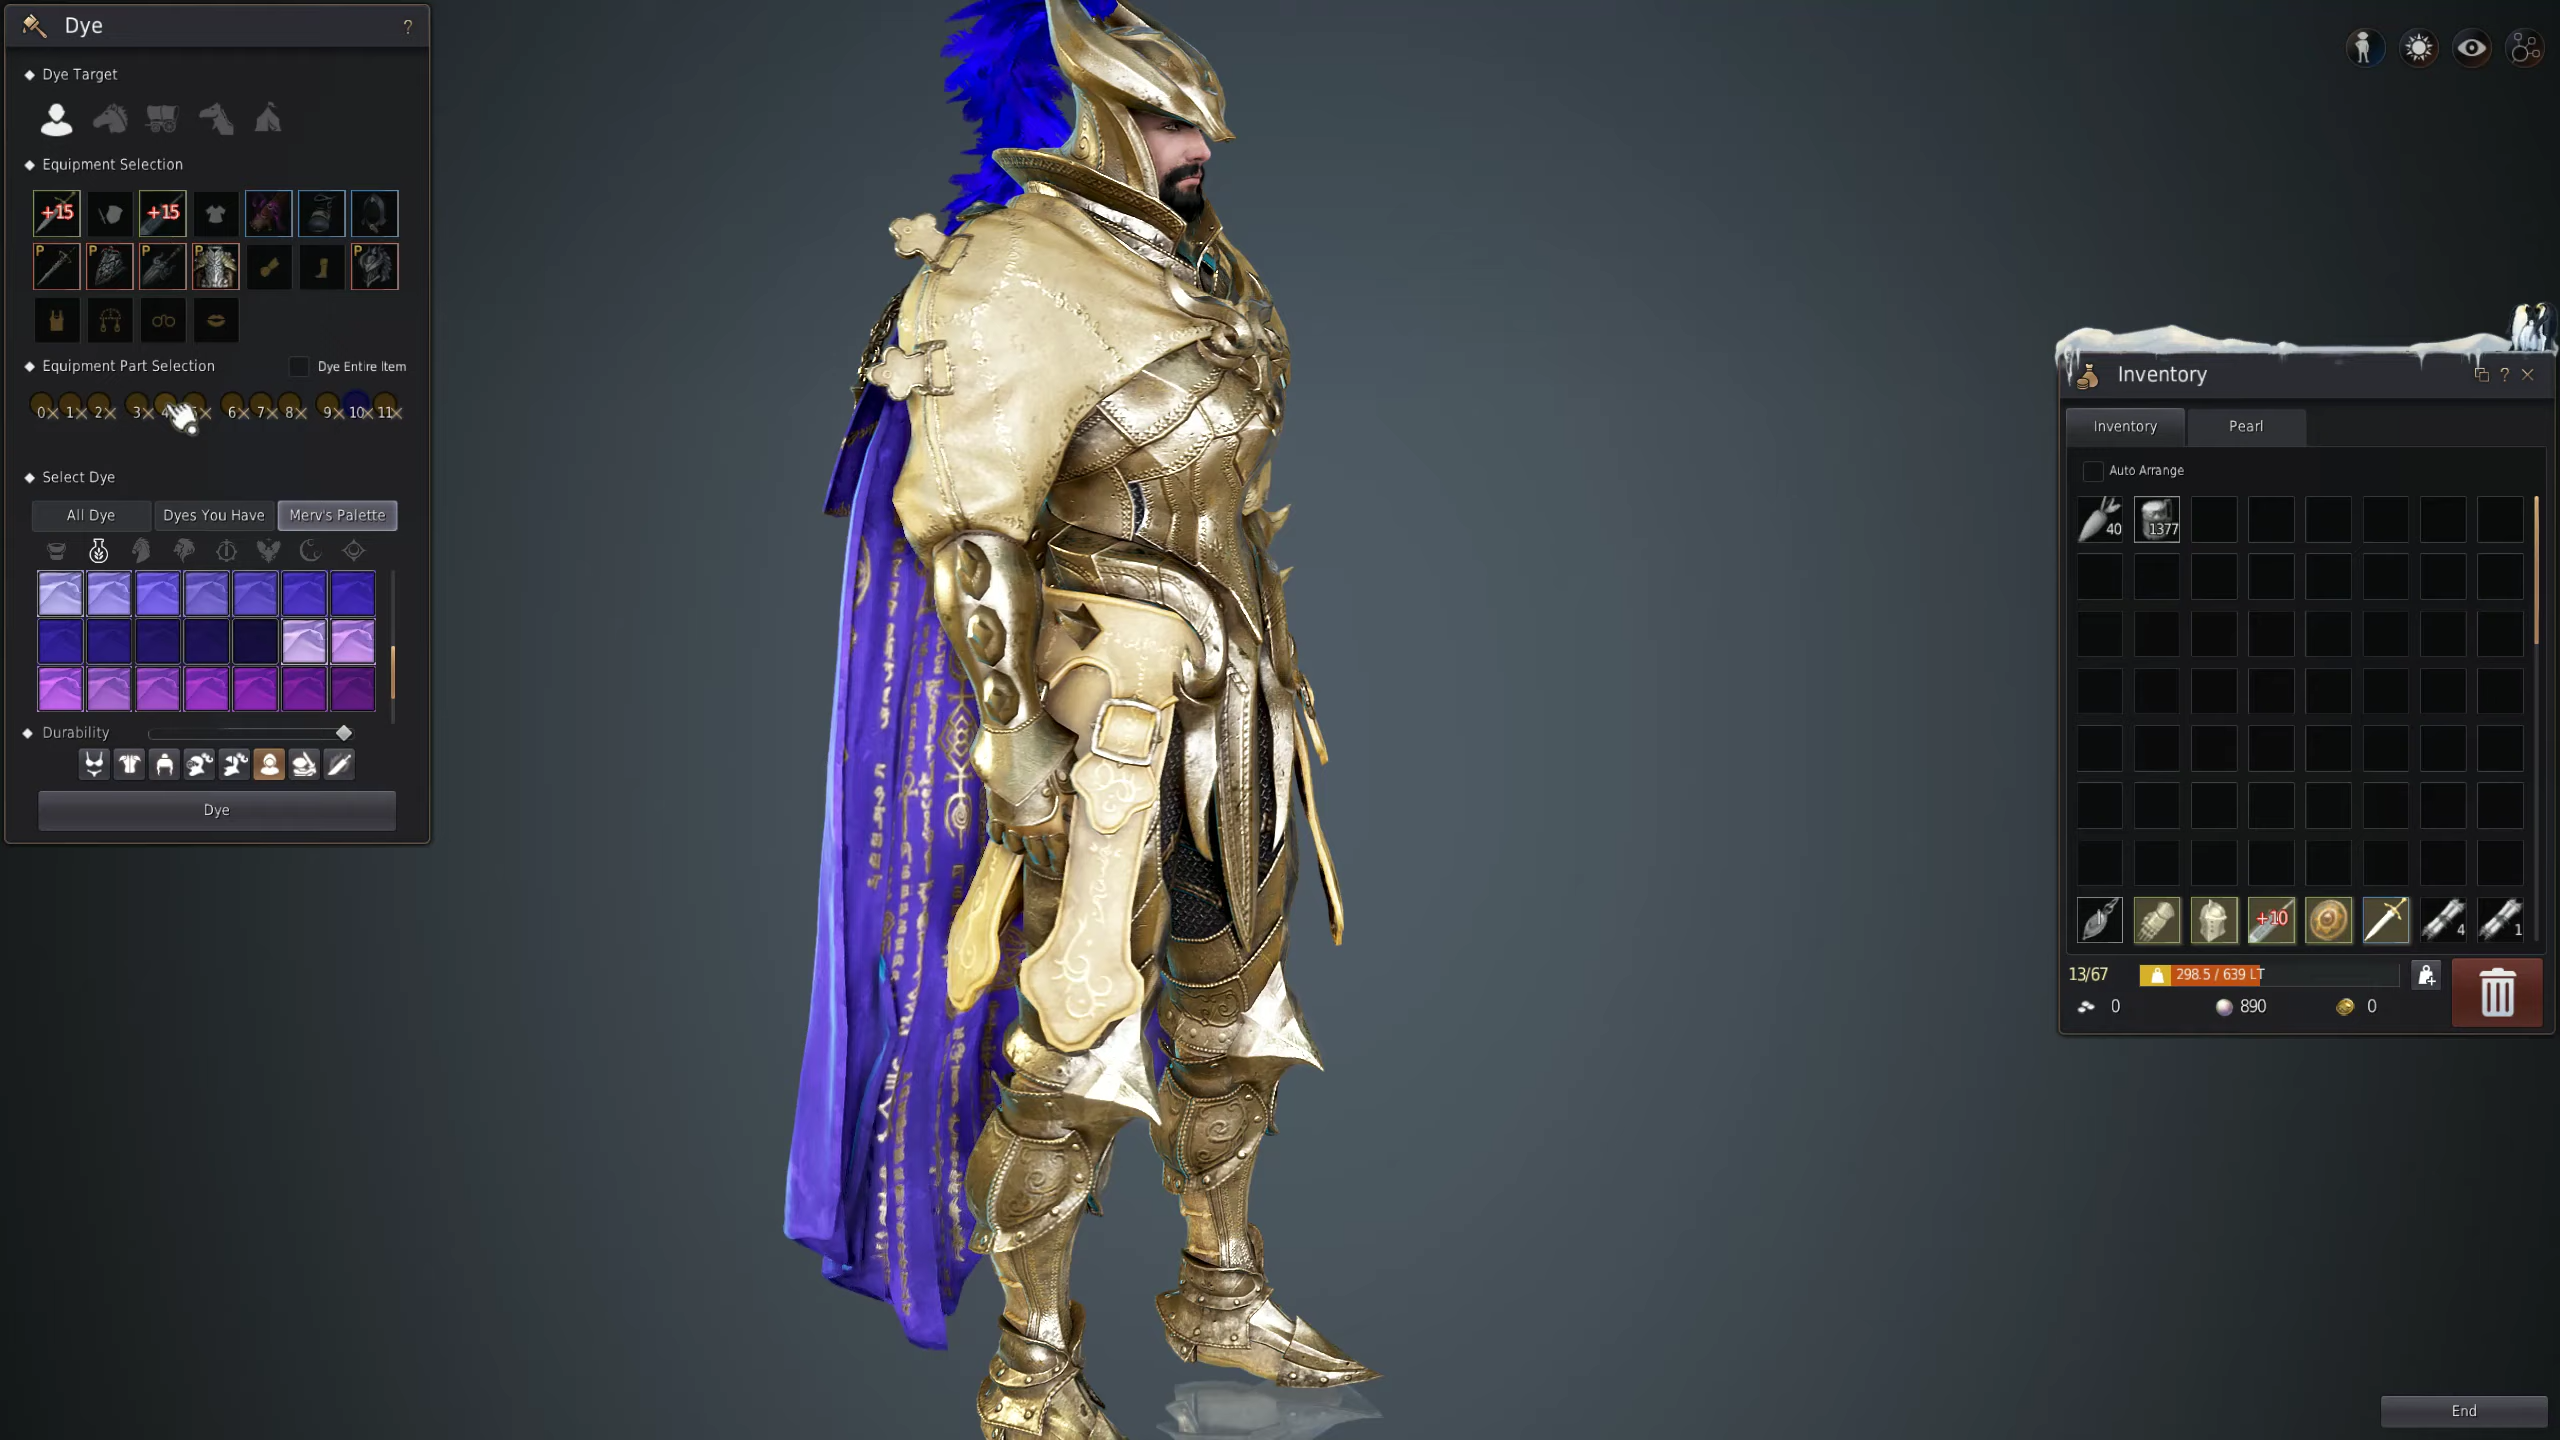 Dye
?
Dye Target
Equipment Selection
+15
+15
P
P
P
P
P
Equipment Part Selection
Dye Entire Item
0× 1× 2× 3× 6× 7× 8× 9× 10× 11×
Select Dye
All Dye
Dyes You Have
Merv's Palette
Durability
Dye
Inventory
?
Inventory
Pearl
Auto Arrange
40
1377
+10
4
1
13/67
298.5 / 639 LT
0
890
0
End